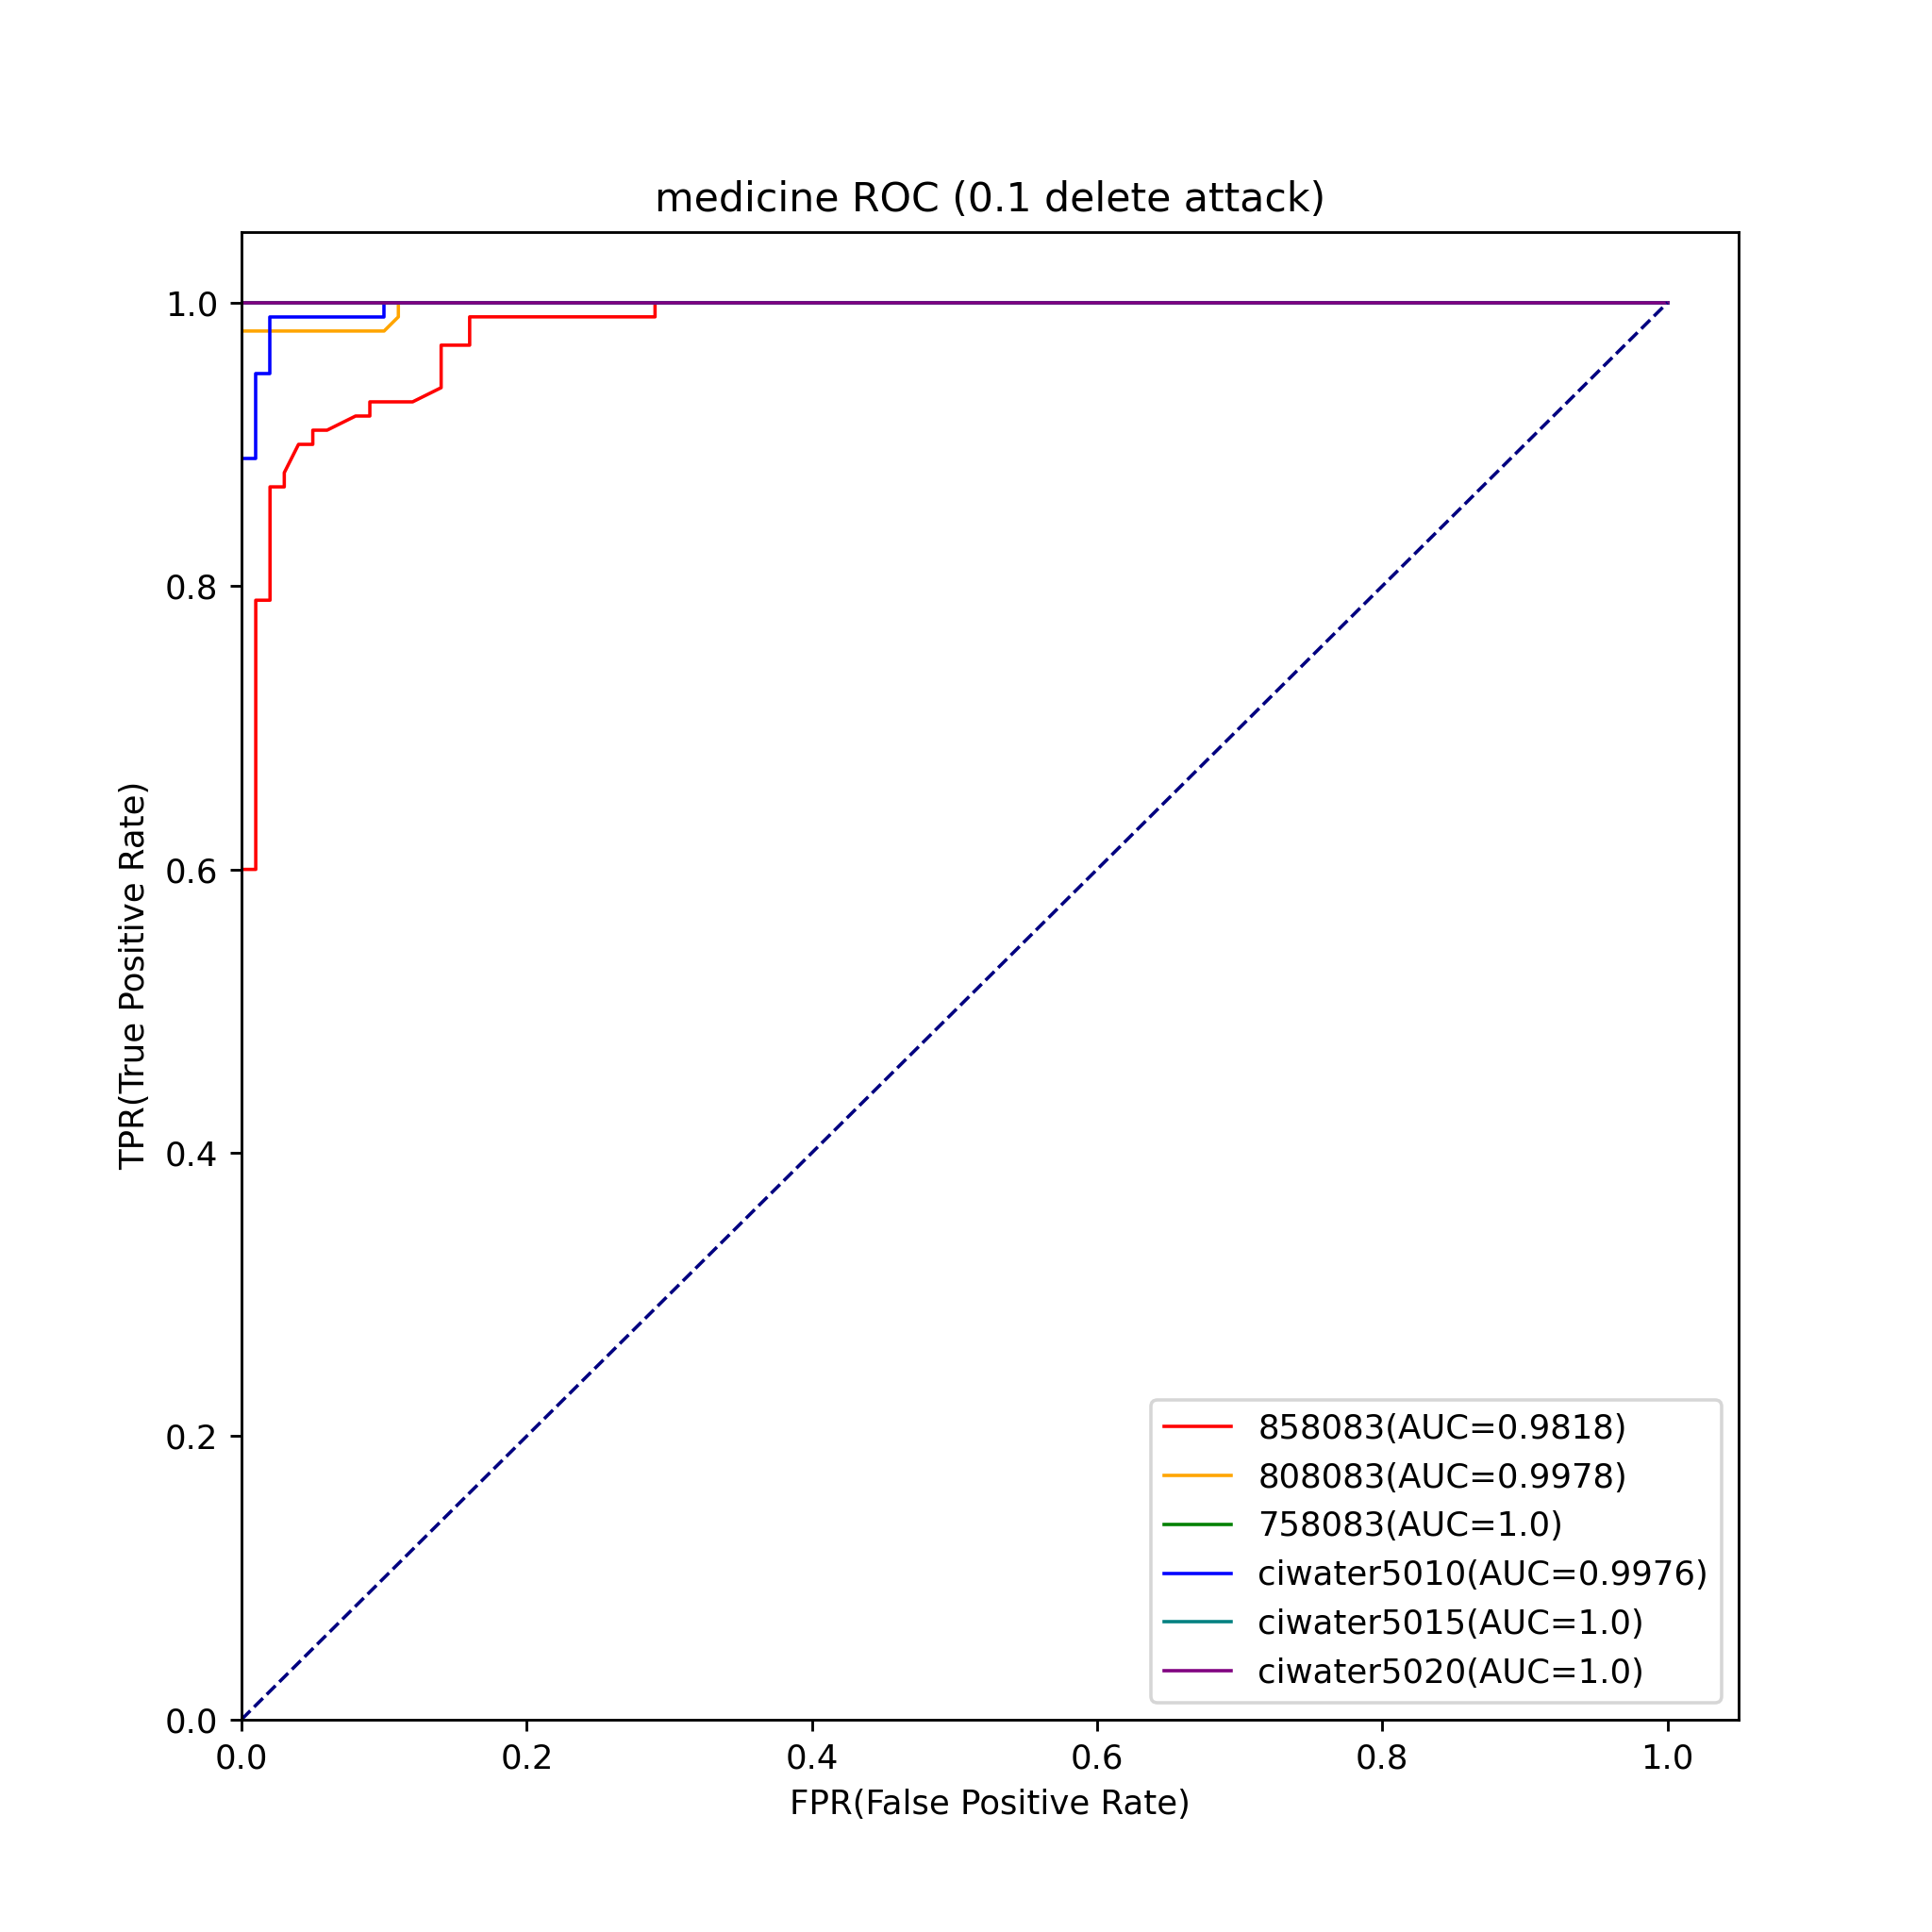 medicine ROC (0.1 delete attack)
1.0
0.8
0.6
0.4
0.2
0.0
TPR(True Positive Rate)
0.0 0.2 0.4 0.6 0.8 1.0
FPR(False Positive Rate)
858083(AUC=0.9818)
808083(AUC=0.9978)
758083(AUC=1.0)
ciwater5010(AUC=0.9976)
ciwater5015(AUC=1.0)
ciwater5020(AUC=1.0)